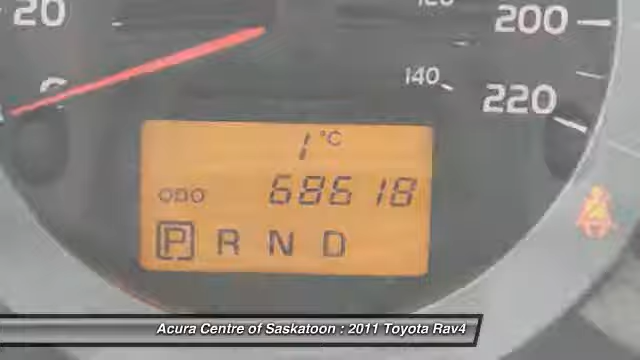 20
120
200
140
220
1°C
ODO 68618
P R N D
Acura Centre of Saskatoon : 2011 Toyota Rav4